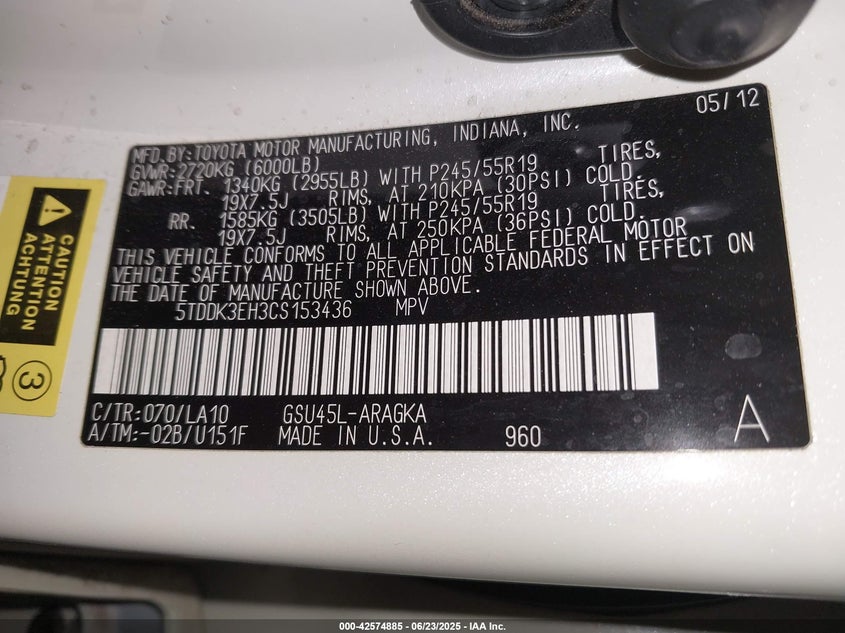 05/12
MFD.BY:TOYOTA MOTOR MANUFACTURING, INDIANA, INC.
GVWR:2720KG (6000LB)
GAWR:FRT. 1340KG (2955LB) WITH P245/55R19 TIRES,
19X7.5J RIMS, AT 210KPA (30PSI) COLD.
RR. 1585KG (3505LB) WITH P245/55R19 TIRES,
19X7.5J RIMS, AT 250KPA (36PSI) COLD.
THIS VEHICLE CONFORMS TO ALL APPLICABLE FEDERAL MOTOR
VEHICLE SAFETY AND THEFT PREVENTION STANDARDS IN EFFECT ON
THE DATE OF MANUFACTURE SHOWN ABOVE.
5TDDK3EH3CS153436 MPV
C/TR:070/LA10 GSU45L-ARAGKA
A/TM:-02B/U151F MADE IN U.S.A. 960 A
CAUTION
ATTENTION
ACHTUNG
3
000-42574885 - 06/23/2025 - IAA Inc.